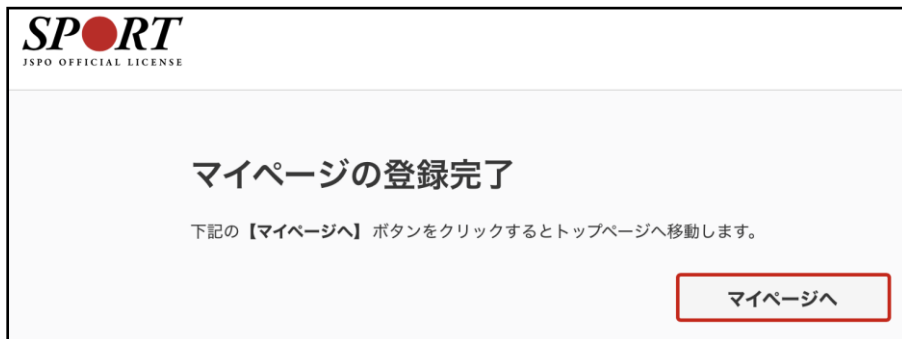 SPORT
JSPO OFFICIAL LICENSE
マイページの登録完了
下記の【マイページへ】ボタンをクリックするとトップページへ移動します。
マイページへ